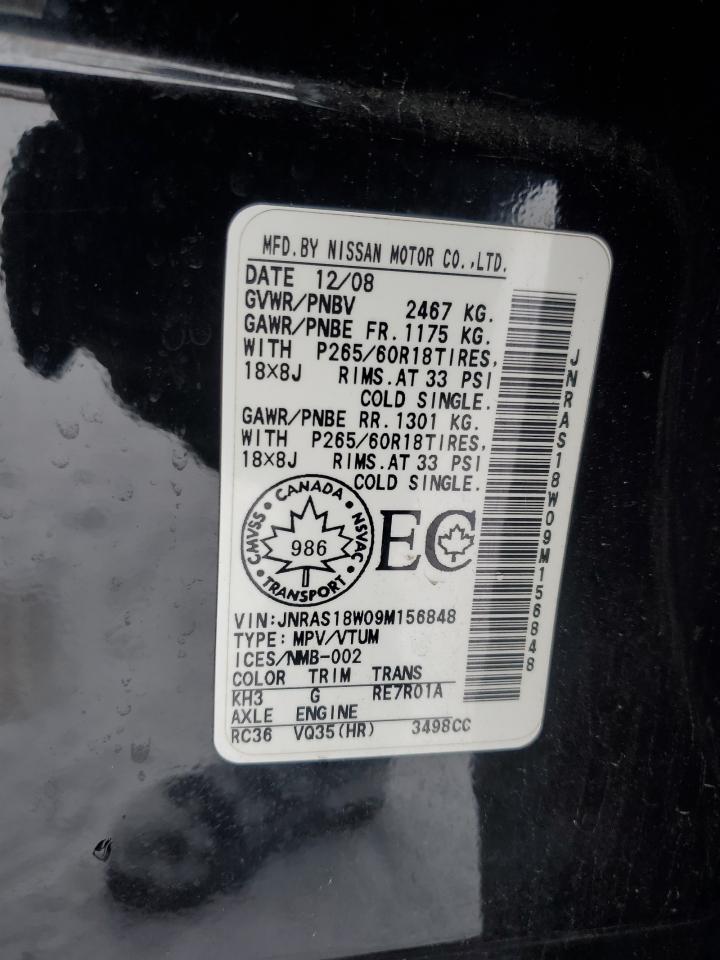 MFD.BY NISSAN MOTOR CO.,LTD.
DATE 12/08
GVWR/PNBV 2467 KG.
GAWR/PNBE FR.1175 KG.
WITH P265/60R18TIRES,
18×8J RIMS.AT 33 PSI
COLD SINGLE.
GAWR/PNBE RR.1301 KG.
WITH P265/60R18TIRES,
18×8J RIMS.AT 33 PSI
COLD SINGLE.
CANADA
CMVSS 986 NSVAC
TRANSPORT
EC
VIN:JNRAS18W09M156848
TYPE:MPV/VTUM
ICES/NMB-002
COLOR TRIM TRANS
KH3 G RE7R01A
AXLE ENGINE
RC36 VQ35(HR) 3498CC
JNRAS18W09M156848